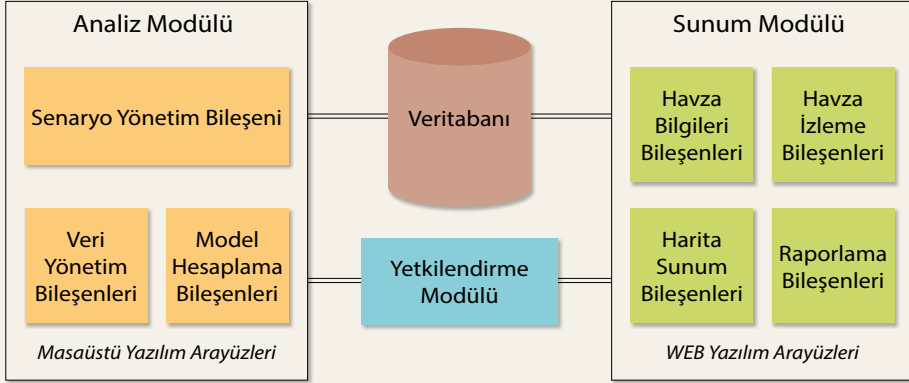 Analiz Modülü
Senaryo Yönetim Bileşeni
Veri
Yönetim
Bileşenleri
Model
Hesaplama
Bileşenleri
Masaüstü Yazılım Arayüzleri
Veritabanı
Yetkilendirme
Modülü
Sunum Modülü
Havza
Bilgileri
Bileşenleri
Havza
İzleme
Bileşenleri
Harita
Sunum
Bileşenleri
Raporlama
Bileşenleri
WEB Yazılım Arayüzleri